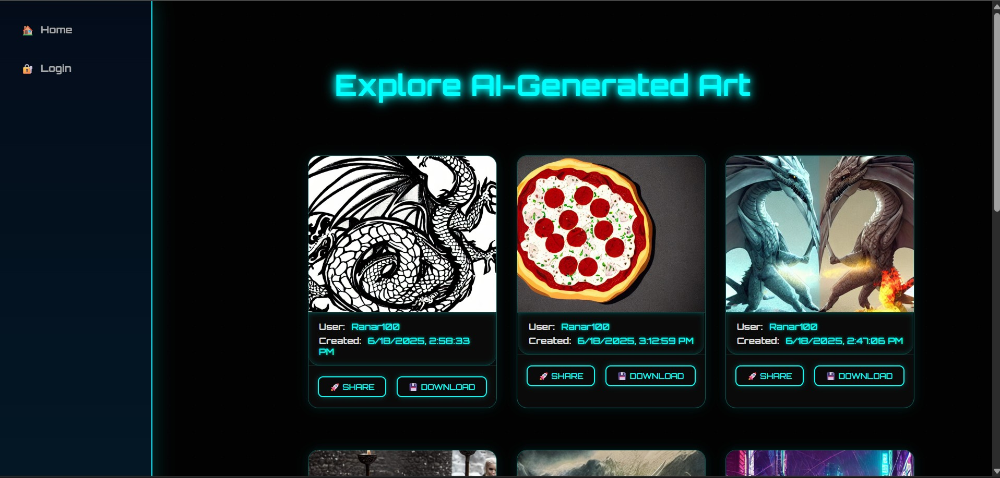 Home
Login
Explore AI-Generated Art
User: Ranar100
Created: 6/18/2025, 2:58:33
PM
SHARE
DOWNLOAD
User: Ranar100
Created: 6/18/2025, 3:12:59 PM
SHARE
DOWNLOAD
User: Ranar100
Created: 6/18/2025, 2:47:06 PM
SHARE
DOWNLOAD